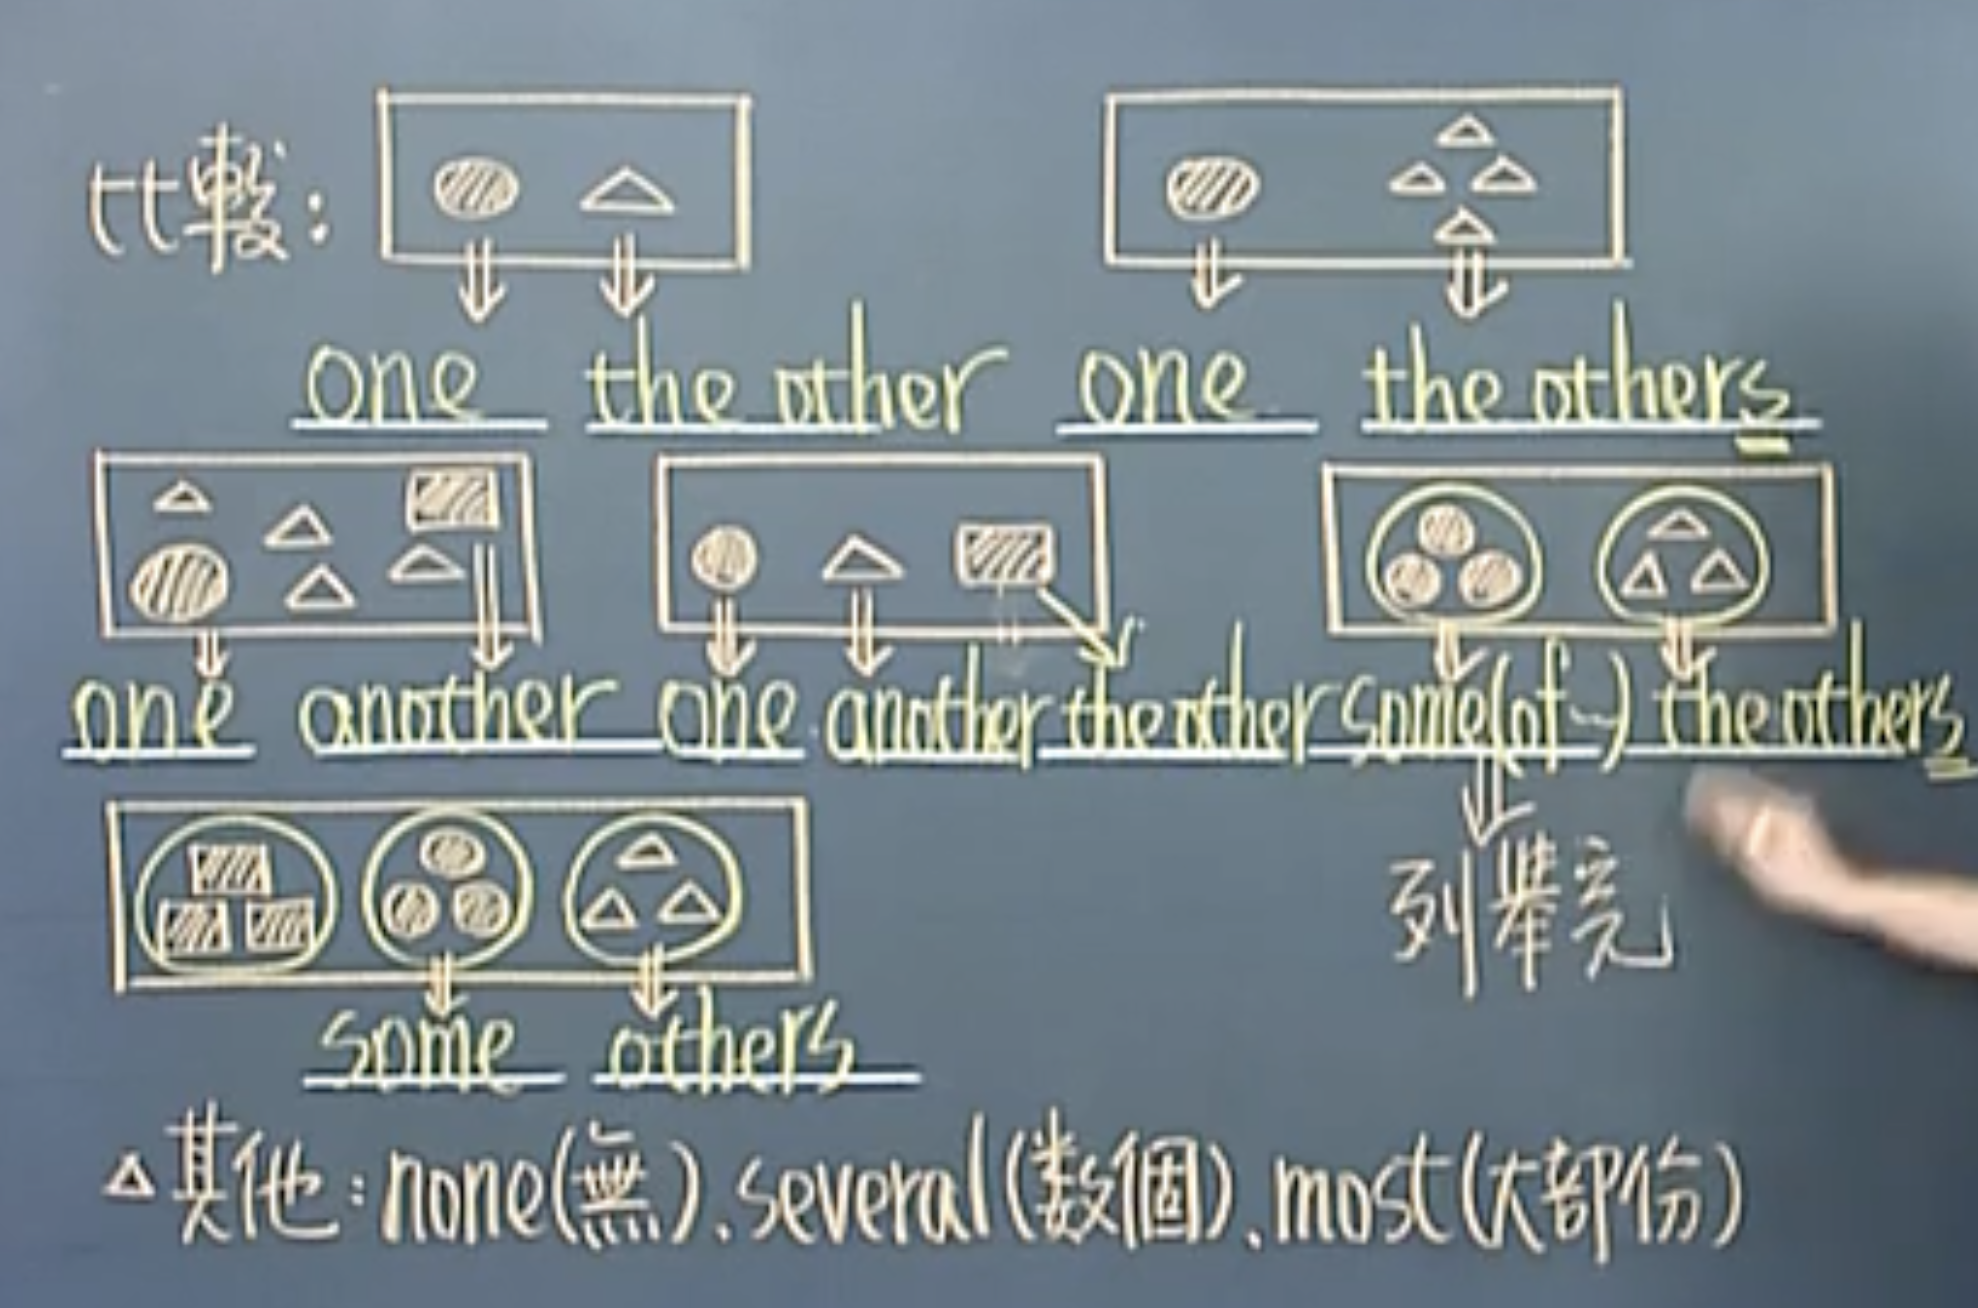 比較：
one the other one the others
one another one another the other some(of~) the others
列舉完
some others
△其他：none(無)、several(数個)、most(大部份)